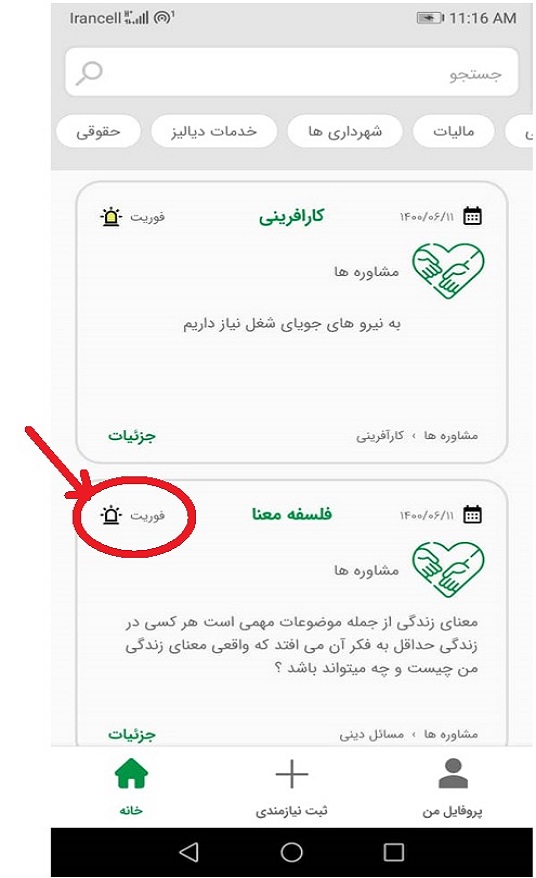 Irancell 11:16 AM
جستجو
مالیات شهرداری ها خدمات دیالیز حقوقی
۱۴۰۰/۰۶/۱۱ کارافرینی فوریت
مشاوره ها
به نیرو های جویای شغل نیاز داریم
مشاوره ها › کارآفرینی جزئیات
۱۴۰۰/۰۶/۱۱ فلسفه معنا فوریت
مشاوره ها
معنای زندگی از جمله موضوعات مهمی است هر کسی در
زندگی حداقل به فکر آن می افتد که واقعی معنای زندگی
من چیست و چه میتواند باشد ؟
مشاوره ها › مسائل دینی جزئیات
پروفایل من ثبت نیازمندی خانه